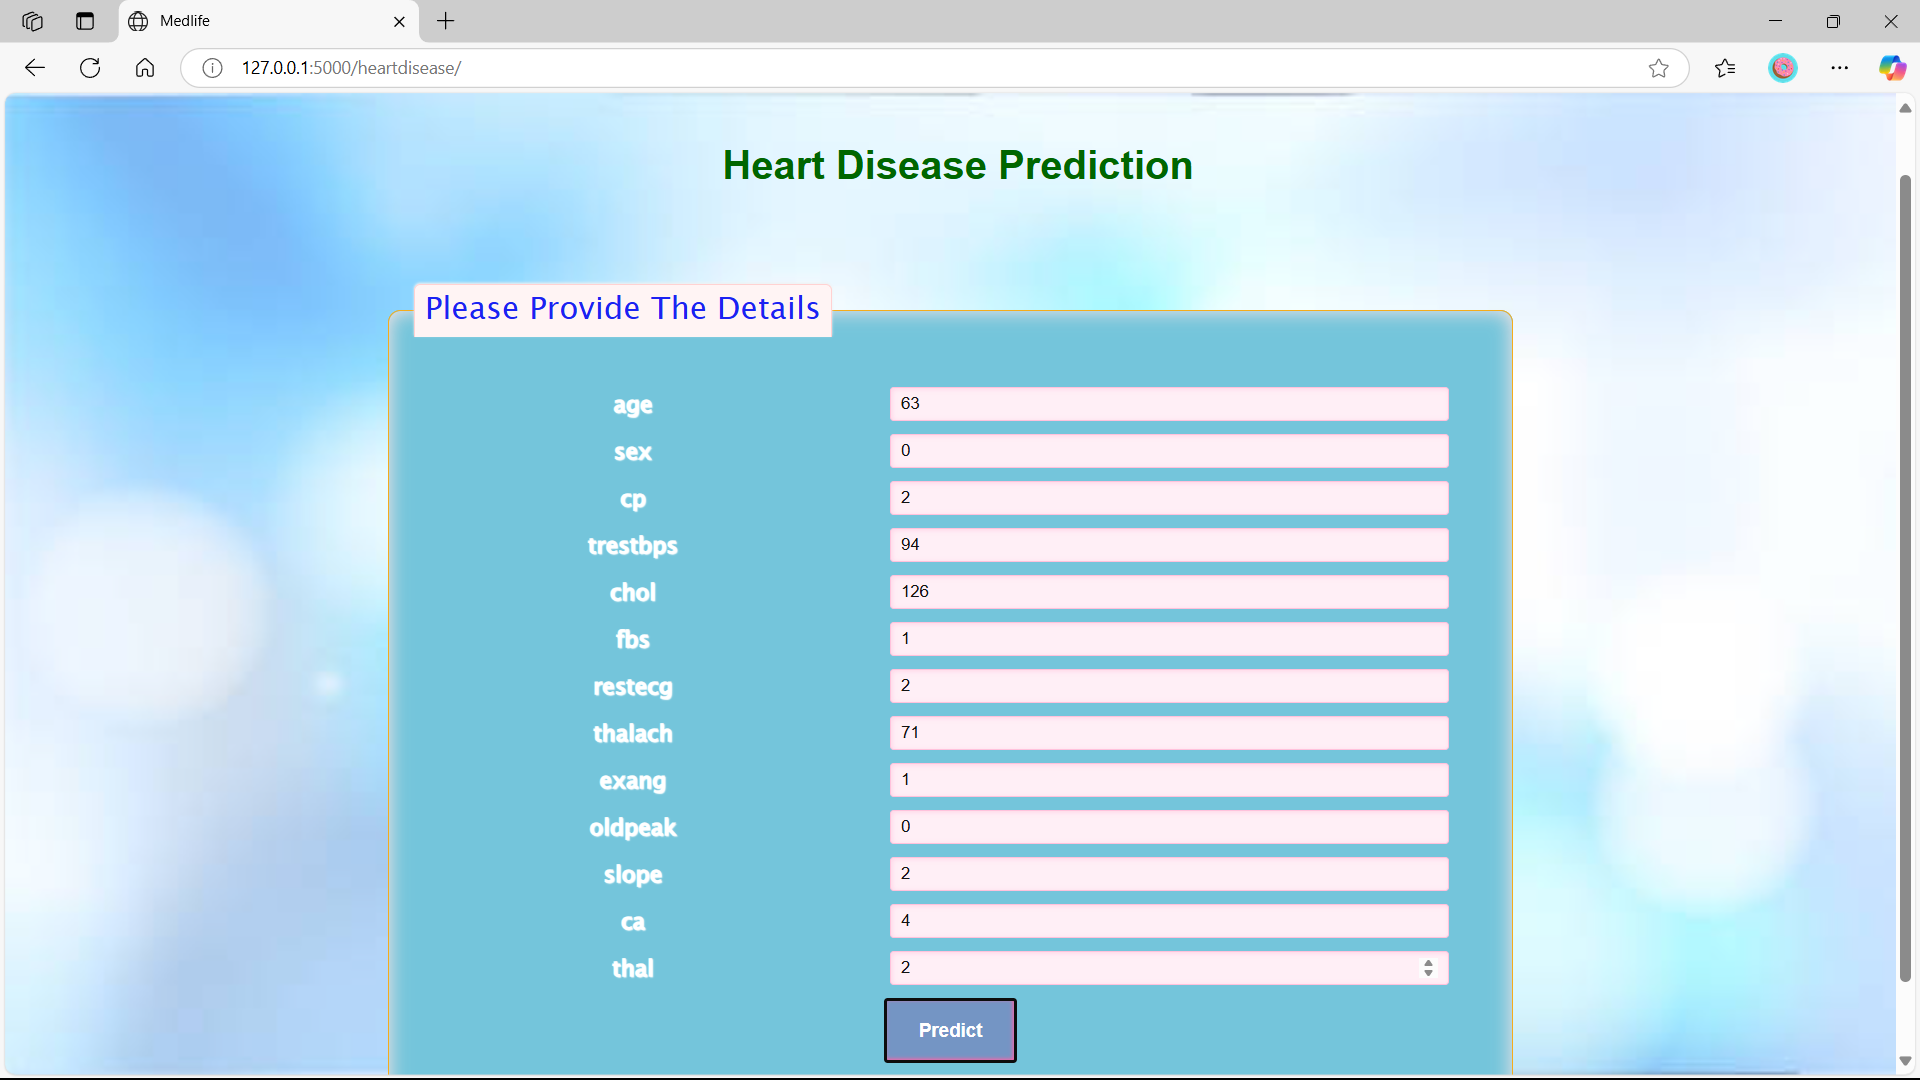 Medlife
127.0.0.1:5000/heartdisease/
Heart Disease Prediction
Please Provide The Details
age 63
sex 0
cp 2
trestbps 94
chol 126
fbs 1
restecg 2
thalach 71
exang 1
oldpeak 0
slope 2
ca 4
thal 2
Predict